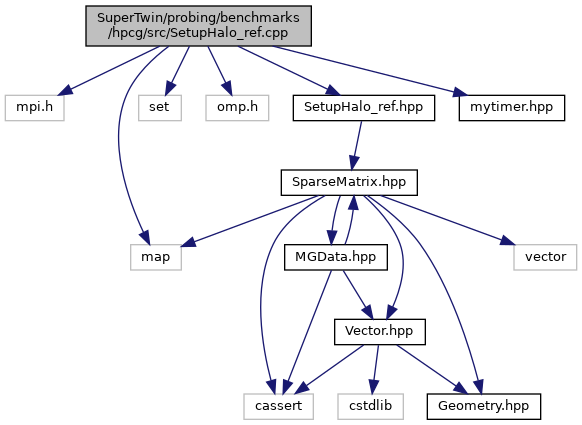 SuperTwin/probing/benchmarks
/hpcg/src/SetupHalo_ref.cpp
mpi.h
set
omp.h
SetupHalo_ref.hpp
mytimer.hpp
SparseMatrix.hpp
map
MGData.hpp
vector
Vector.hpp
cassert
cstdlib
Geometry.hpp